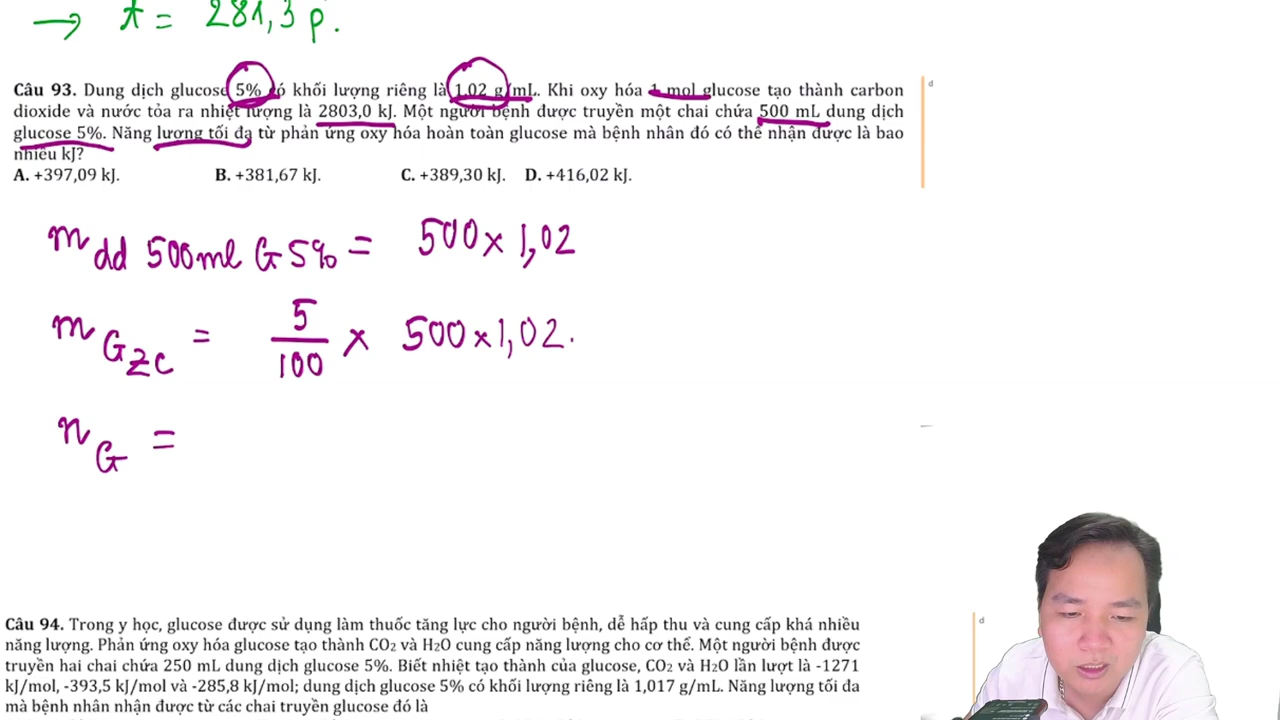 → t = 281,3 p.
Câu 93. Dung dịch glucose 5% có khối lượng riêng là 1,02 g/mL. Khi oxy hóa 1 mol glucose tạo thành carbon
dioxide và nước tỏa ra nhiệt lượng là 2803,0 kJ. Một người bệnh được truyền một chai chứa 500 mL dung dịch
glucose 5%. Năng lượng tối đa từ phản ứng oxy hóa hoàn toàn glucose mà bệnh nhân đó có thể nhận được là bao
nhiêu kJ?
A. +397,09 kJ. B. +381,67 kJ. C. +389,30 kJ. D. +416,02 kJ.
d
m dd 500ml G 5% = 500 x 1,02
m G zc = 5/100 x 500 x 1,02.
n G =
Câu 94. Trong y học, glucose được sử dụng làm thuốc tăng lực cho người bệnh, dễ hấp thu và cung cấp khá nhiều
năng lượng. Phản ứng oxy hóa glucose tạo thành CO₂ và H₂O cung cấp năng lượng cho cơ thể. Một người bệnh được
truyền hai chai chứa 250 mL dung dịch glucose 5%. Biết nhiệt tạo thành của glucose, CO₂ và H₂O lần lượt là -1271
kJ/mol, -393,5 kJ/mol và -285,8 kJ/mol; dung dịch glucose 5% có khối lượng riêng là 1,017 g/mL. Năng lượng tối đa
mà bệnh nhân nhận được từ các chai truyền glucose đó là
d